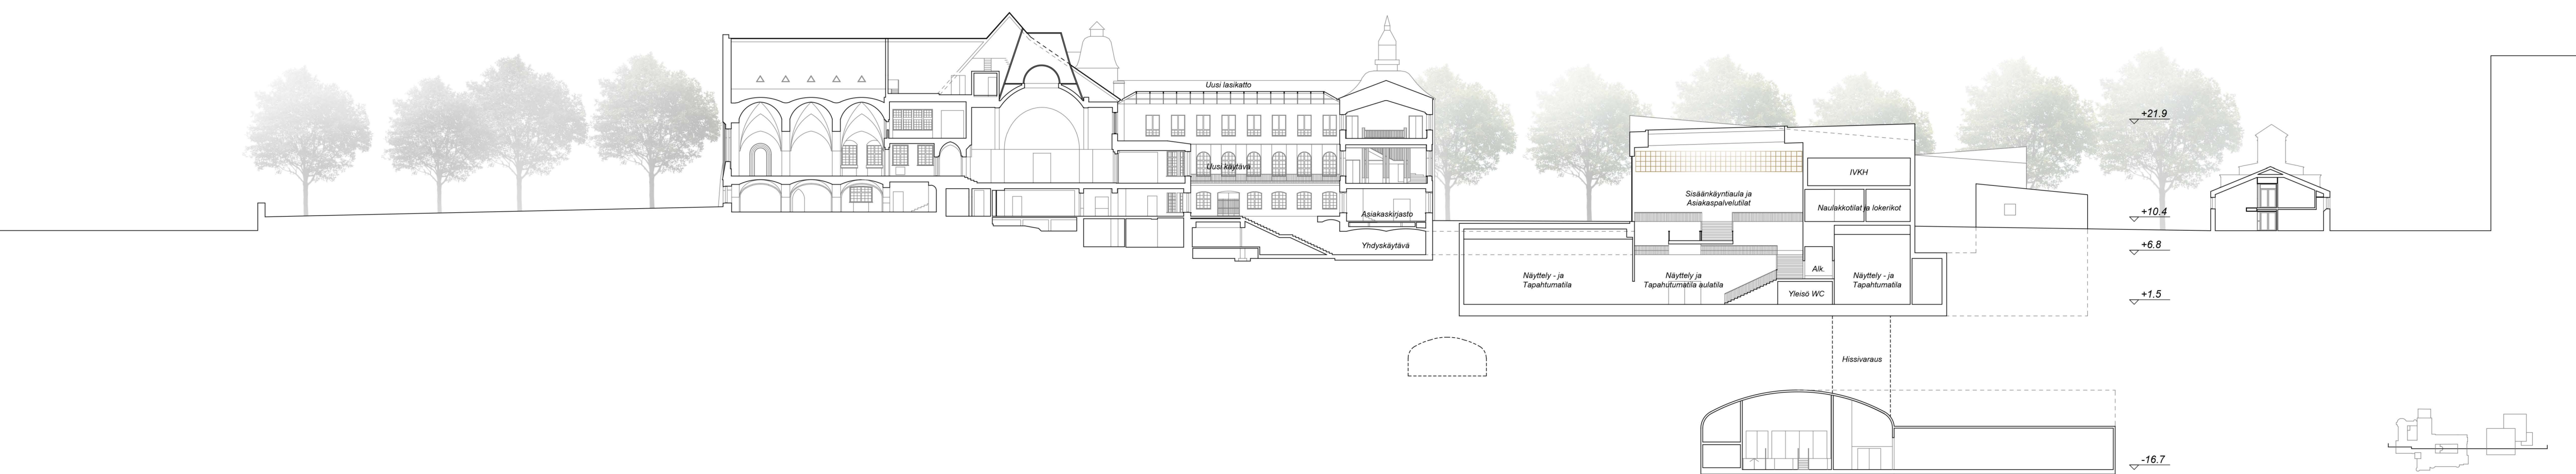 Uusi lasikatto
Uusi käytävä
Asiakaskirjasto
Yhdyskäytävä
Sisäänkäyntiaula ja
Asiakaspalvelutilat
IVKH
Naulakkotilat ja lokerikot
Näyttely - ja
Tapahtumatila
Näyttely ja
Tapahutumatila aulatila
Alk.
Yleisö WC
Näyttely - ja
Tapahtumatila
Hissivaraus
+21.9
+10.4
+6.8
+1.5
-16.7